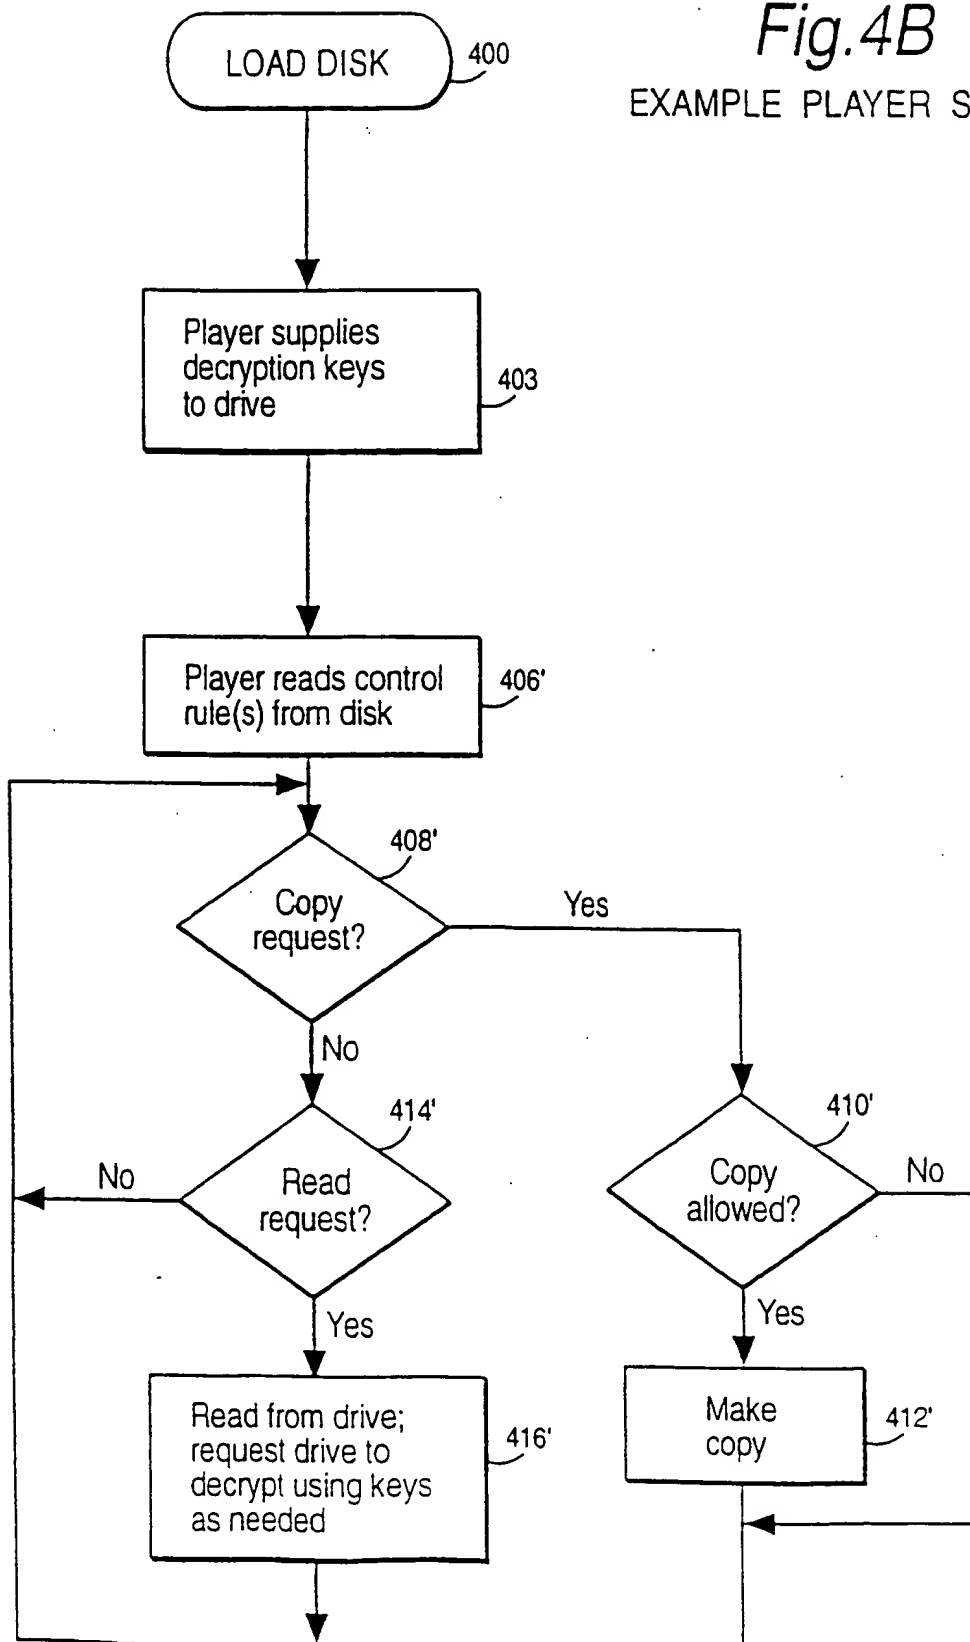 Fig.4B
EXAMPLE PLAYER S
LOAD DISK
400
Player supplies
decryption keys
to drive
403
Player reads control
rule(s) from disk
406'
Copy
request?
408'
Yes
No
Read
request?
414'
No
Yes
Copy
allowed?
410'
No
Yes
Read from drive;
request drive to
decrypt using keys
as needed
416'
Make
copy
412'